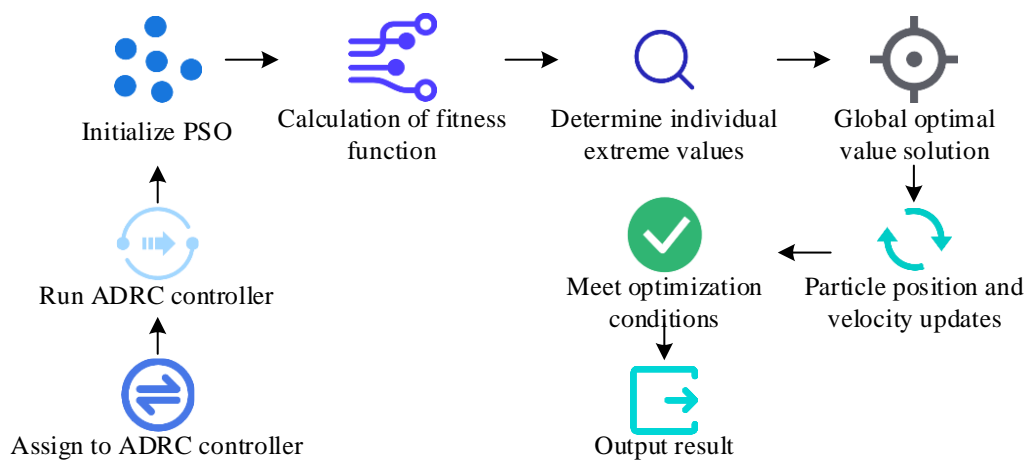 Initialize PSO
Calculation of fitness
function
Determine individual
extreme values
Global optimal
value solution
Run ADRC controller
Meet optimization
conditions
Particle position and
velocity updates
Assign to ADRC controller
Output result